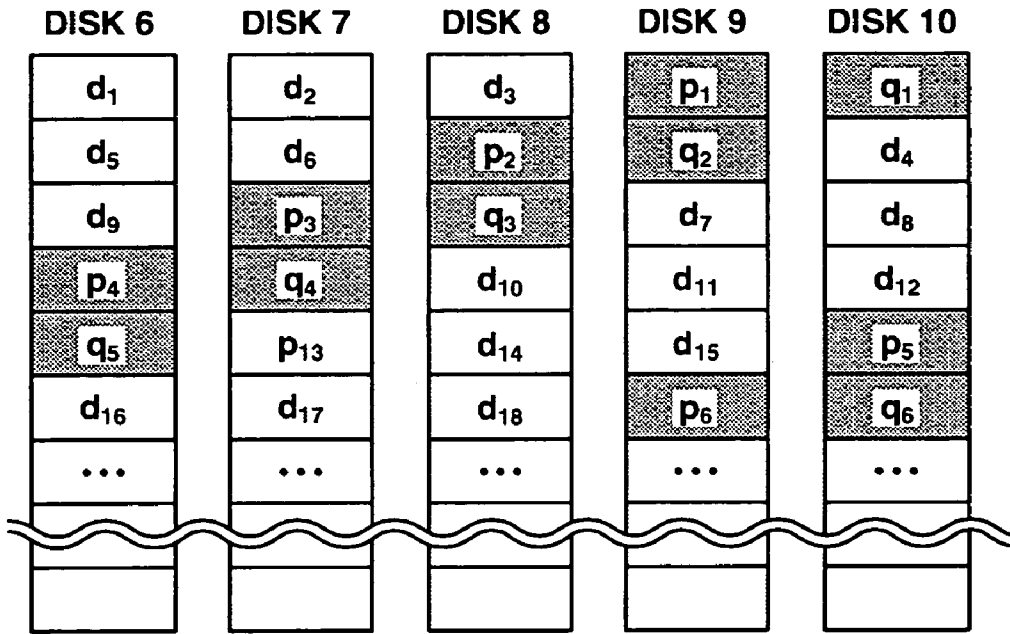 DISK 6 DISK 7 DISK 8 DISK 9 DISK 10
d₁ d₂ d₃ p₁ q₁
d₅ d₆ p₂ q₂ d₄
d₉ p₃ q₃ d₇ d₈
p₄ q₄ d₁₀ d₁₁ d₁₂
q₅ p₁₃ d₁₄ d₁₅ p₅
d₁₆ d₁₇ d₁₈ p₆ q₆
••• ••• ••• ••• •••